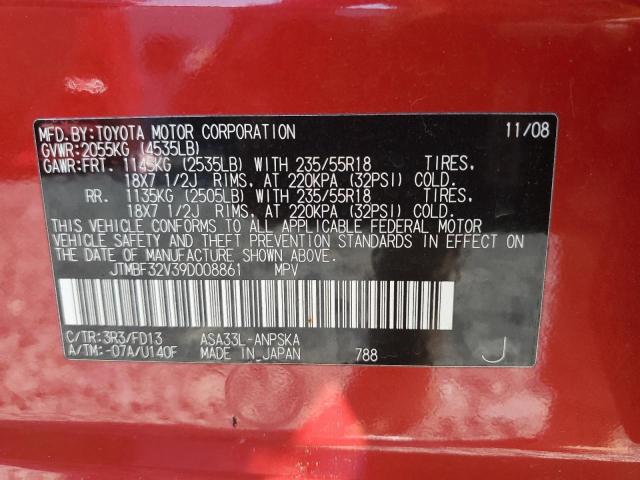 MFD.BY:TOYOTA MOTOR CORPORATION 11/08
GVWR:2055KG (4535LB)
GAWR:FRT. 1145KG (2535LB) WITH 235/55R18 TIRES,
18X7 1/2J RIMS, AT 220KPA (32PSI) COLD.
RR. 1135KG (2505LB) WITH 235/55R18 TIRES,
18X7 1/2J RIMS, AT 220KPA (32PSI) COLD.
THIS VEHICLE CONFORMS TO ALL APPLICABLE FEDERAL MOTOR
VEHICLE SAFETY AND THEFT PREVENTION STANDARDS IN EFFECT
ON THE DATE OF MANUFACTURE SHOWN ABOVE.
JTMBF32V39D008861 MPV
C/TR:3R3/FD13 ASA33L-ANPSKA
A/TM:-07A/U140F MADE IN JAPAN 788 J